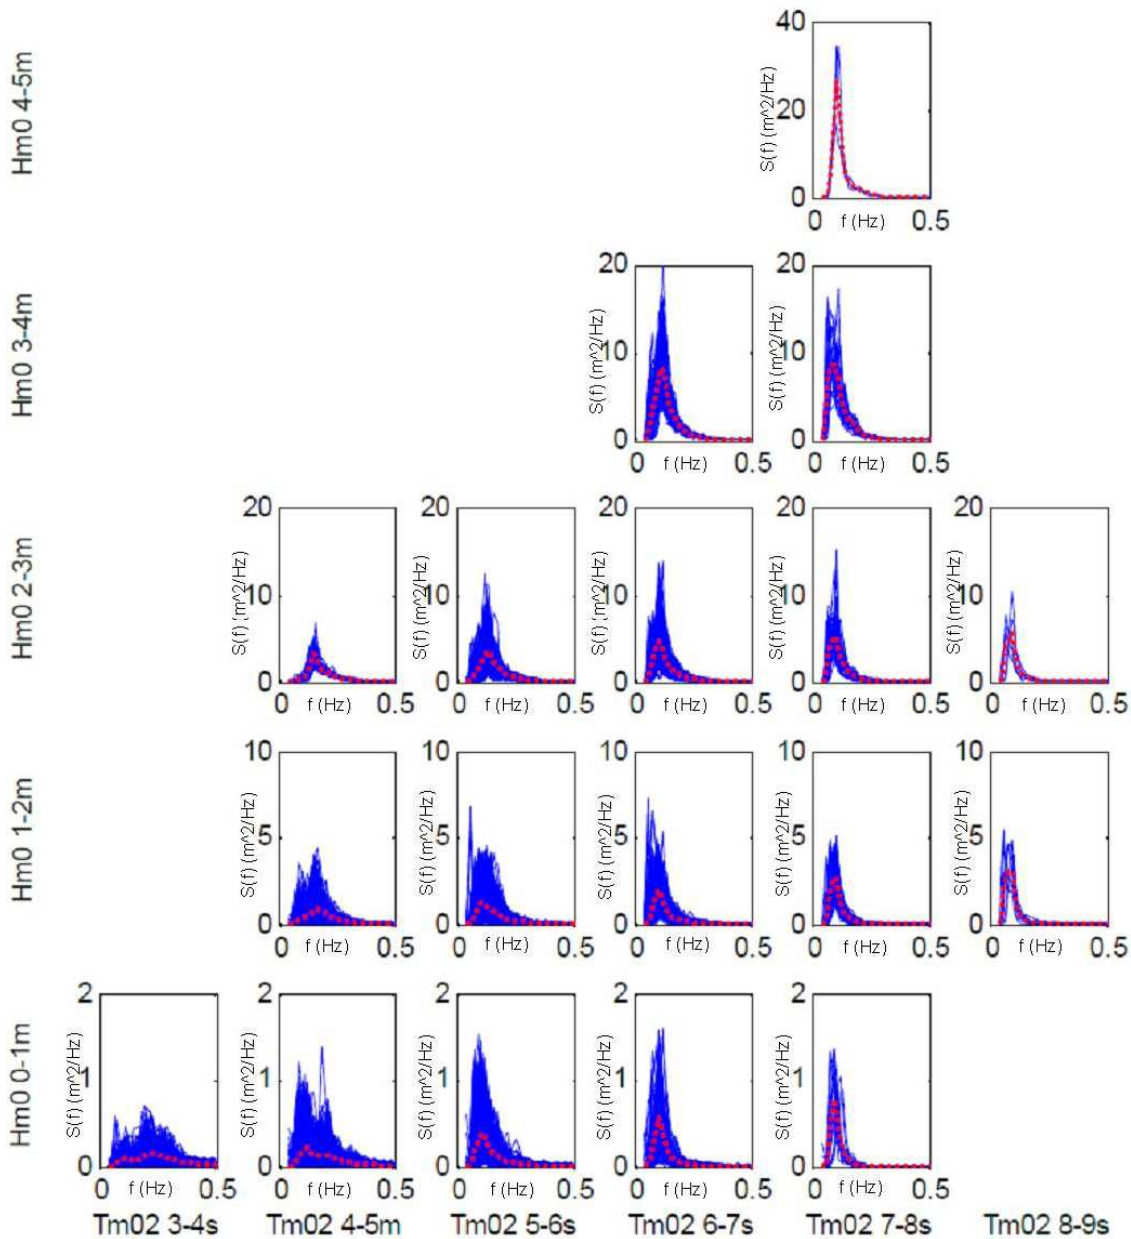 Hm0 4-5m
S(f) (m^2/Hz)
40
20
0
0 f (Hz) 0.5
Hm0 3-4m
S(f) (m^2/Hz)
20
10
0
0 f (Hz) 0.5
S(f) (m^2/Hz)
20
10
0
0 f (Hz) 0.5
Hm0 2-3m
S(f) (m^2/Hz)
20
10
0
0 f (Hz) 0.5
S(f) (m^2/Hz)
20
10
0
0 f (Hz) 0.5
S(f) (m^2/Hz)
20
10
0
0 f (Hz) 0.5
S(f) (m^2/Hz)
20
10
0
0 f (Hz) 0.5
S(f) (m^2/Hz)
20
10
0
0 f (Hz) 0.5
Hm0 1-2m
S(f) (m^2/Hz)
10
5
0
0 f (Hz) 0.5
S(f) (m^2/Hz)
10
5
0
0 f (Hz) 0.5
S(f) (m^2/Hz)
10
5
0
0 f (Hz) 0.5
S(f) (m^2/Hz)
10
5
0
0 f (Hz) 0.5
S(f) (m^2/Hz)
10
5
0
0 f (Hz) 0.5
Hm0 0-1m
S(f) (m^2/Hz)
2
1
0
0 f (Hz) 0.5
S(f) (m^2/Hz)
2
1
0
0 f (Hz) 0.5
S(f) (m^2/Hz)
2
1
0
0 f (Hz) 0.5
S(f) (m^2/Hz)
2
1
0
0 f (Hz) 0.5
S(f) (m^2/Hz)
2
1
0
0 f (Hz) 0.5
Tm02 3-4s Tm02 4-5m Tm02 5-6s Tm02 6-7s Tm02 7-8s Tm02 8-9s